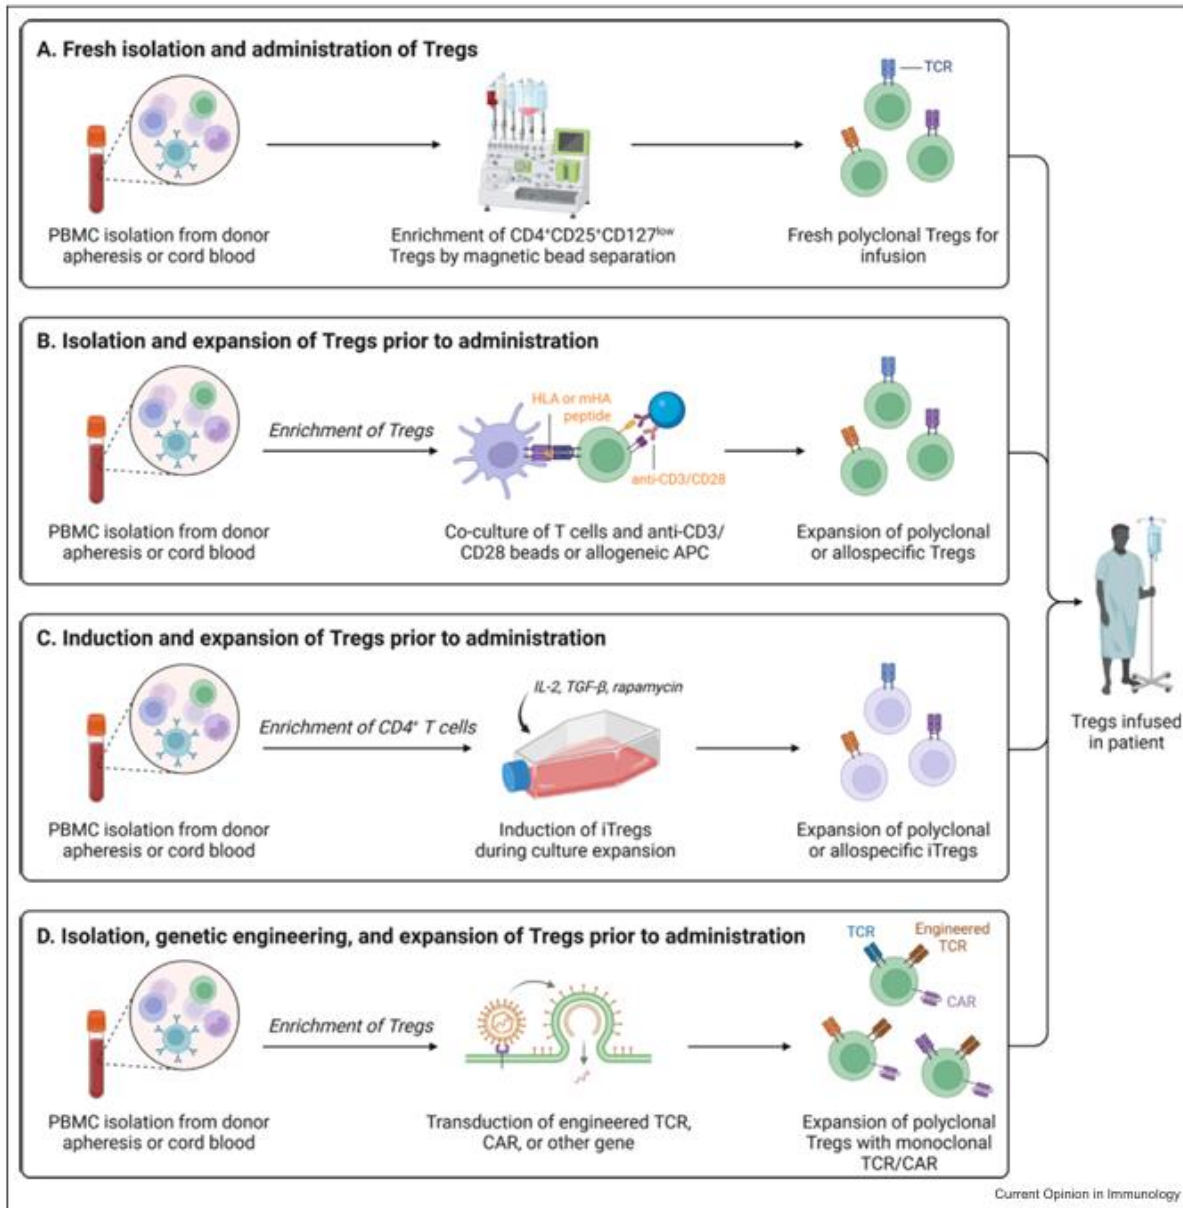 A. Fresh isolation and administration of Tregs
TCR
PBMC isolation from donor
apheresis or cord blood
Enrichment of CD4⁺CD25⁺CD127ˡᵒʷ
Tregs by magnetic bead separation
Fresh polyclonal Tregs for
infusion
B. Isolation and expansion of Tregs prior to administration
Enrichment of Tregs
HLA or mHA
peptide
anti-CD3/CD28
PBMC isolation from donor
apheresis or cord blood
Co-culture of T cells and anti-CD3/
CD28 beads or allogeneic APC
Expansion of polyclonal
or allospecific Tregs
C. Induction and expansion of Tregs prior to administration
IL-2, TGF-β, rapamycin
Enrichment of CD4⁺ T cells
PBMC isolation from donor
apheresis or cord blood
Induction of iTregs
during culture expansion
Expansion of polyclonal
or allospecific iTregs
Tregs infused
in patient
D. Isolation, genetic engineering, and expansion of Tregs prior to administration
TCR
Engineered
TCR
CAR
Enrichment of Tregs
PBMC isolation from donor
apheresis or cord blood
Transduction of engineered TCR,
CAR, or other gene
Expansion of polyclonal
Tregs with monoclonal
TCR/CAR
Current Opinion in Immunology